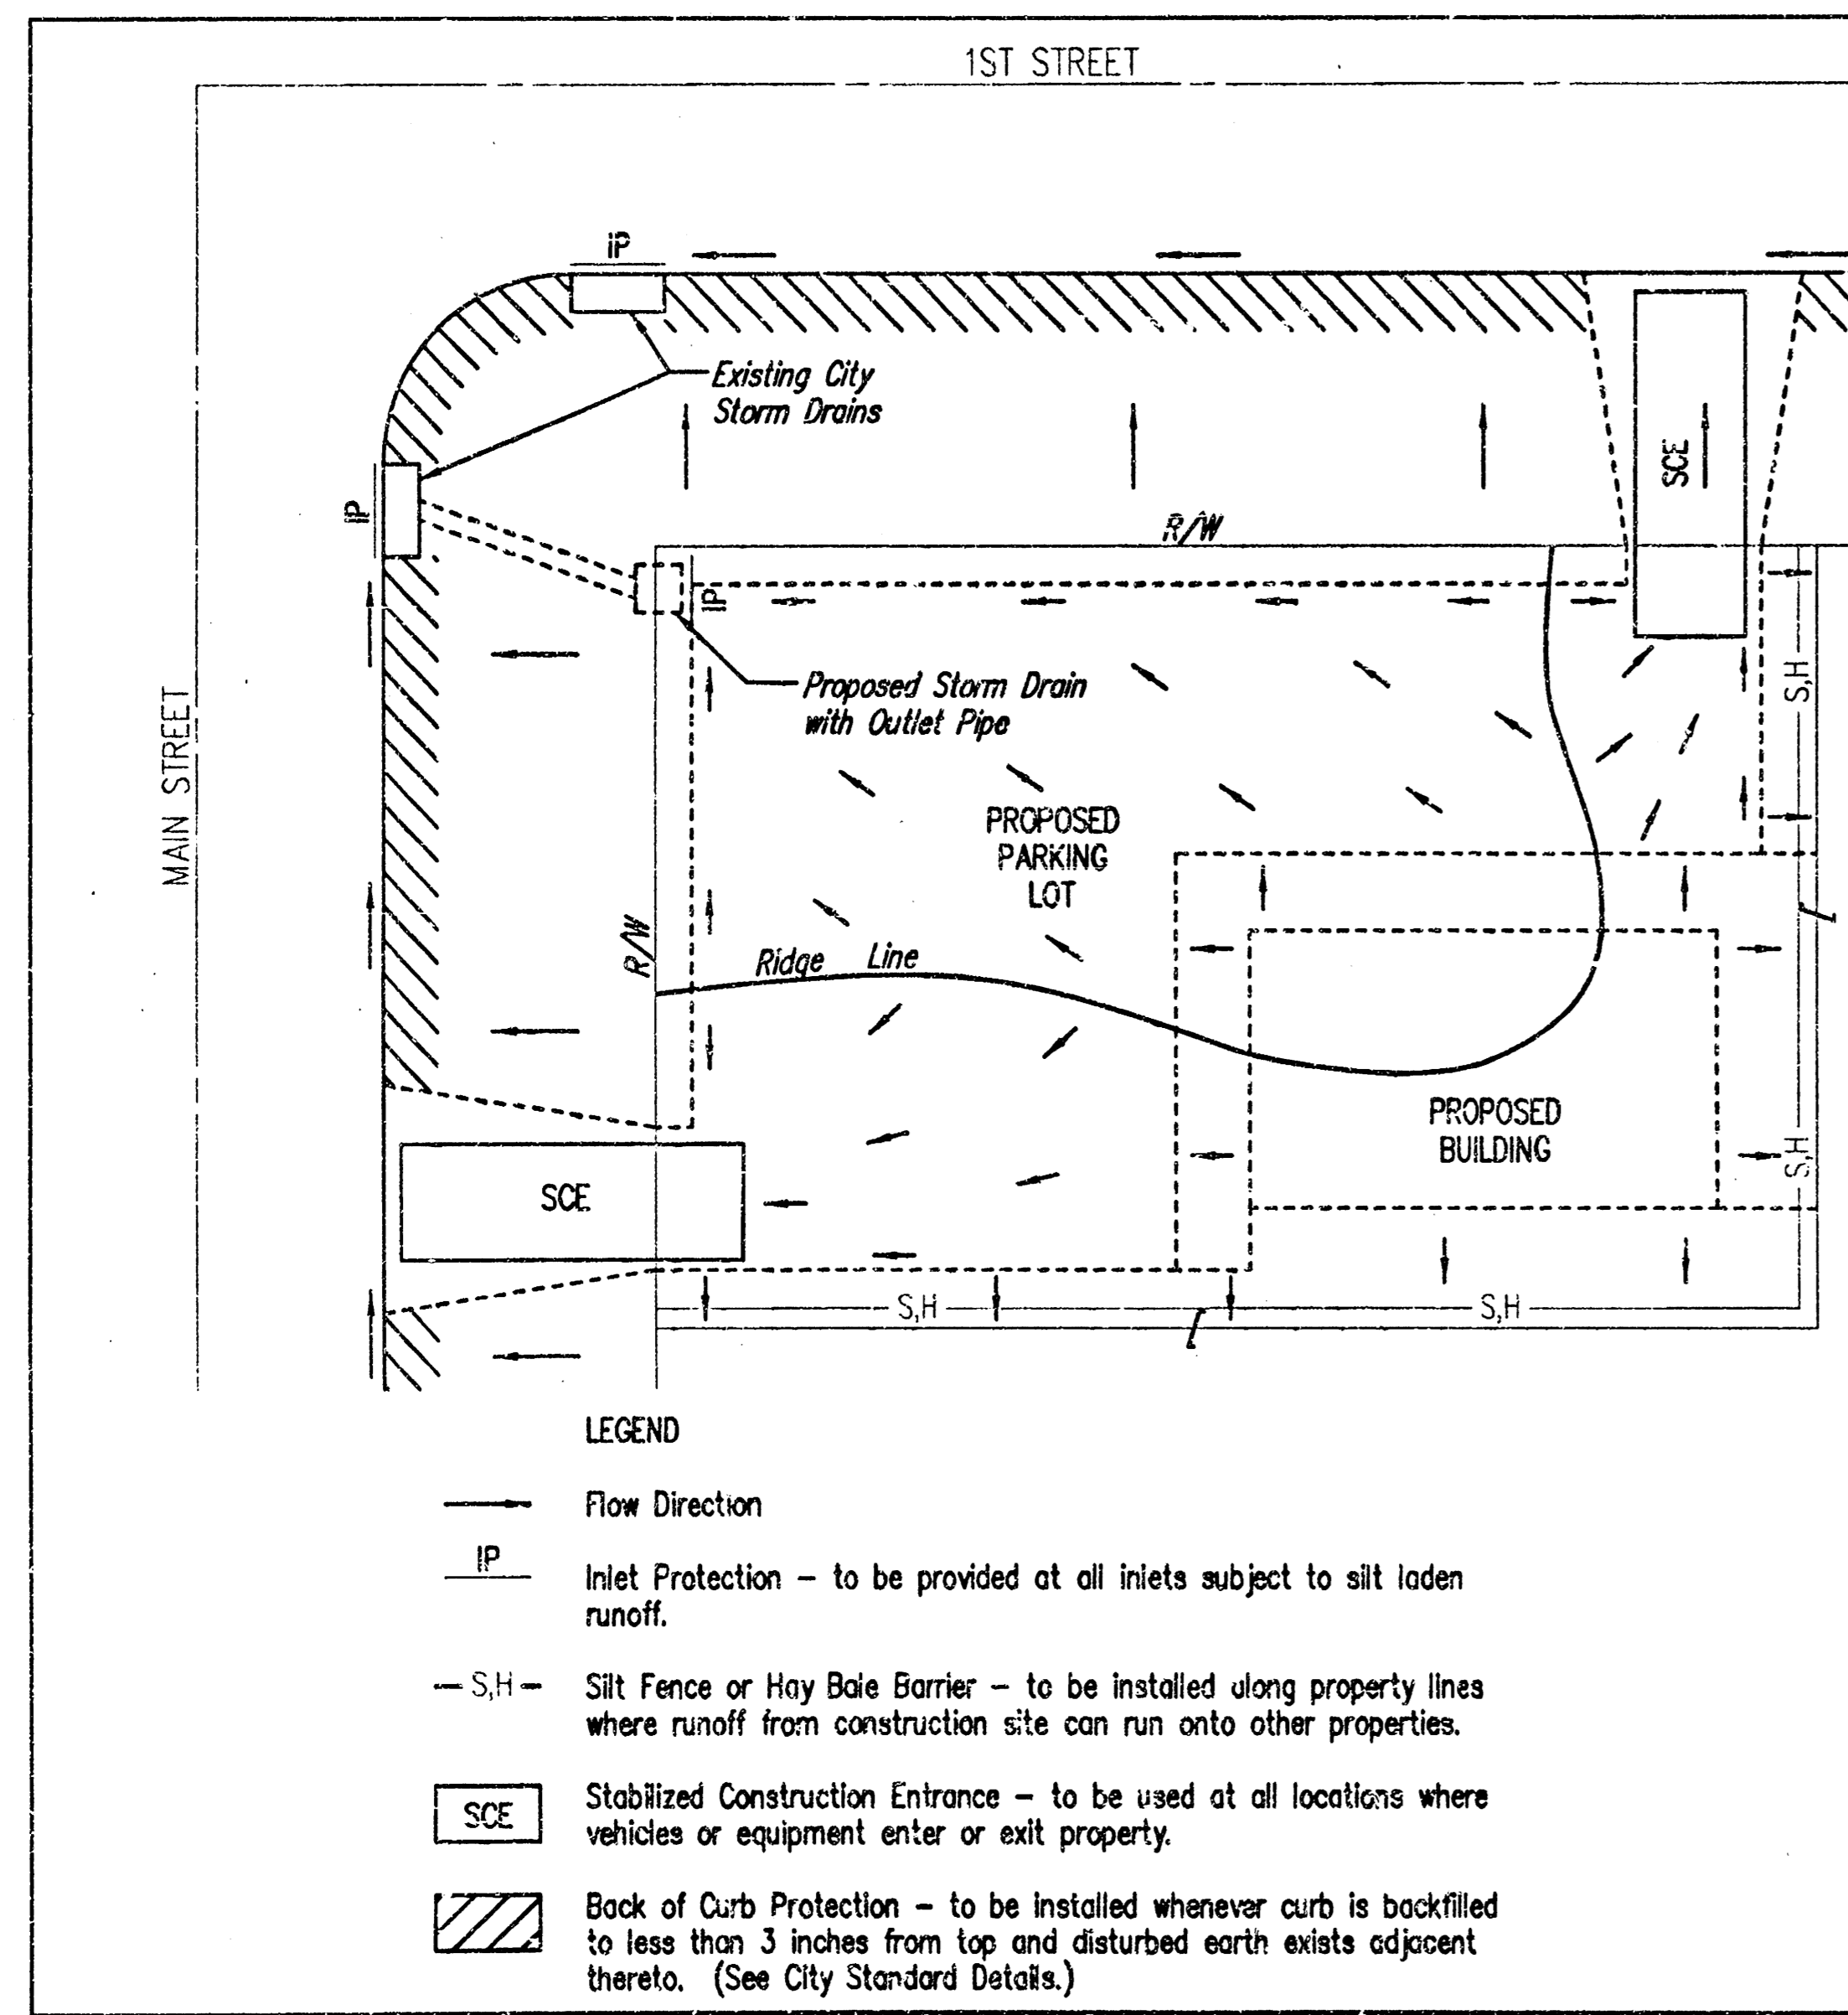 1ST STREET
IP
Existing City
Storm Drains
IP
SCE
R/W
IP
Proposed Storm Drain
with Outlet Pipe
S,H
MAIN STREET
PROPOSED
PARKING
LOT
R/W
Ridge Line
PROPOSED
BUILDING
S,H
SCE
S,H
S,H
LEGEND
Flow Direction
IP
Inlet Protection – to be provided at all inlets subject to silt laden
runoff.
S,H
Silt Fence or Hay Bale Barrier – to be installed along property lines
where runoff from construction site can run onto other properties.
SCE
Stabilized Construction Entrance – to be used at all locations where
vehicles or equipment enter or exit property.
Back of Curb Protection – to be installed whenever curb is backfilled
to less than 3 inches from top and disturbed earth exists adjacent
thereto. (See City Standard Details.)